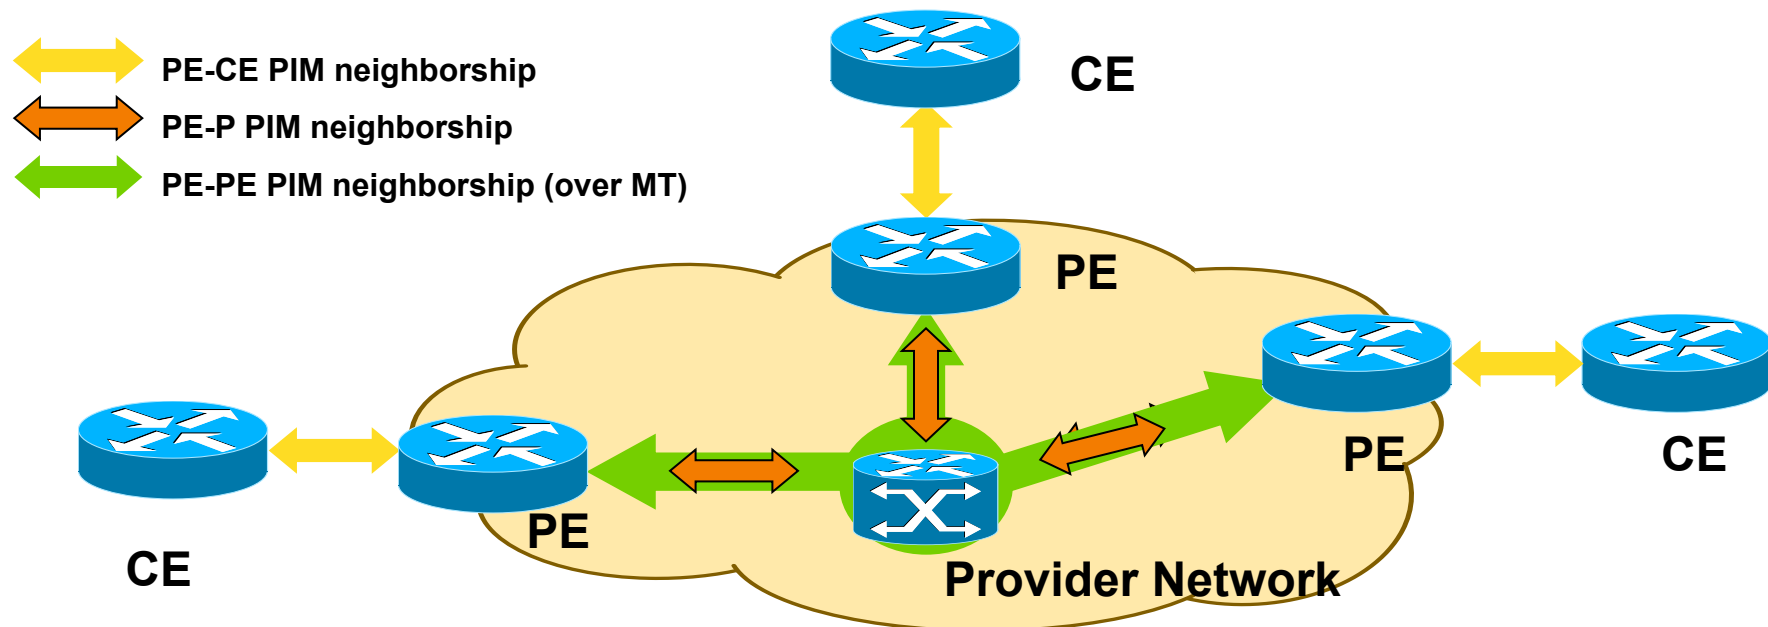 PE-CE PIM neighborship
PE-P PIM neighborship
PE-PE PIM neighborship (over MT)
CE
PE
PE
CE
PE
CE
Provider Network